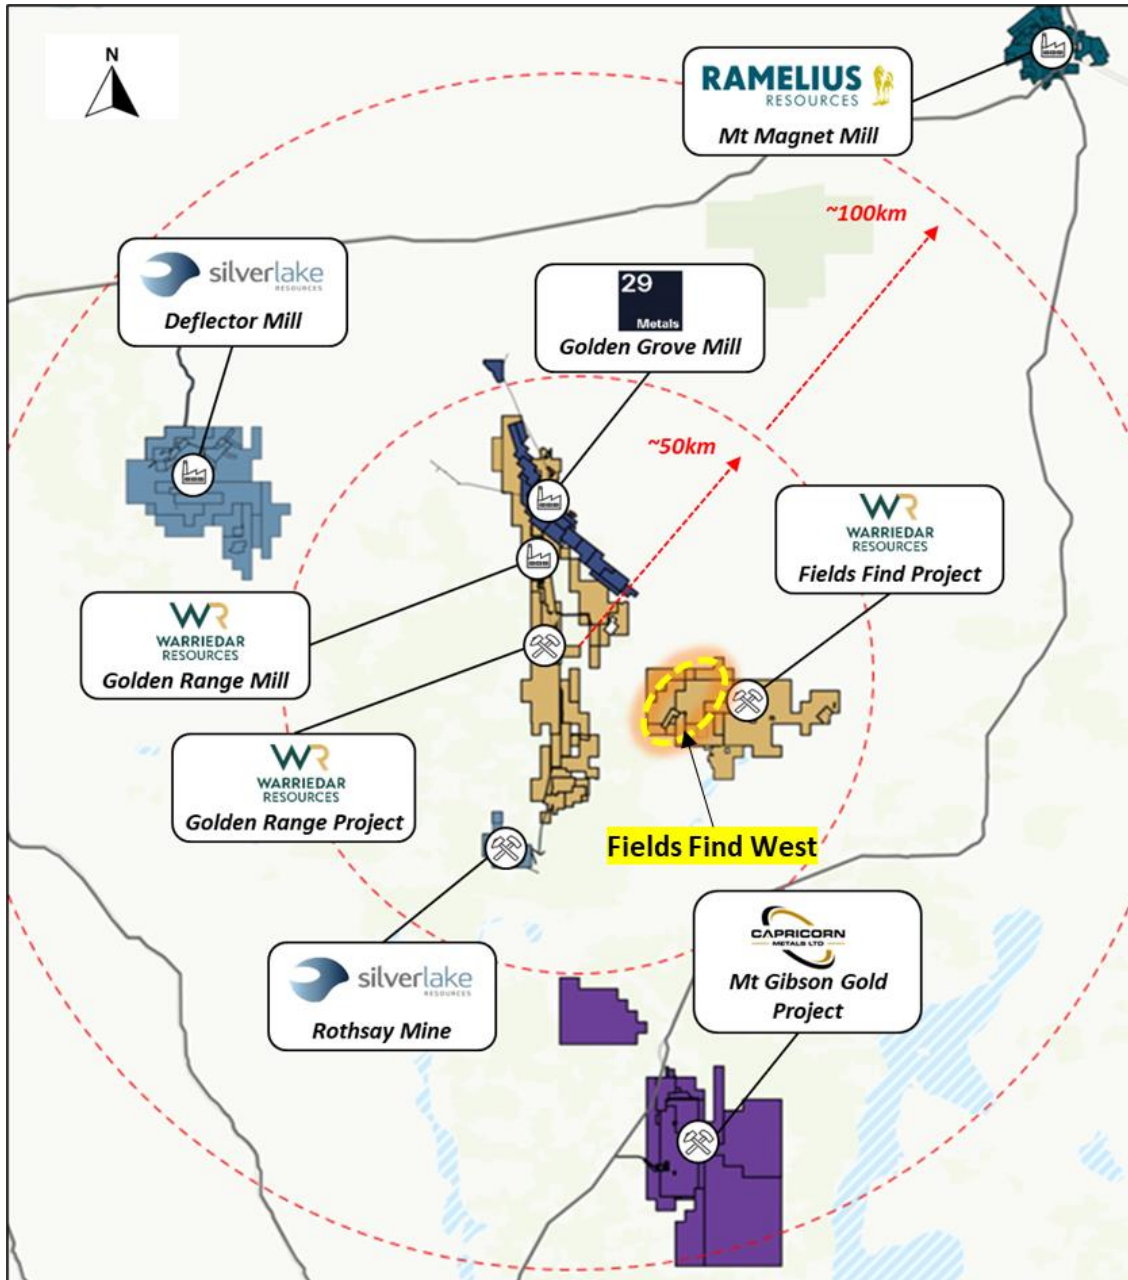 N
RAMELIUS
RESOURCES
Mt Magnet Mill
~100km
silverlake
RESOURCES
Deflector Mill
29
Metals
Golden Grove Mill
~50km
WR
WARRIEDAR
RESOURCES
Fields Find Project
WR
WARRIEDAR
RESOURCES
Golden Range Mill
WR
WARRIEDAR
RESOURCES
Golden Range Project
Fields Find West
CAPRICORN
METALS LTD
Mt Gibson Gold
Project
silverlake
RESOURCES
Rothsay Mine